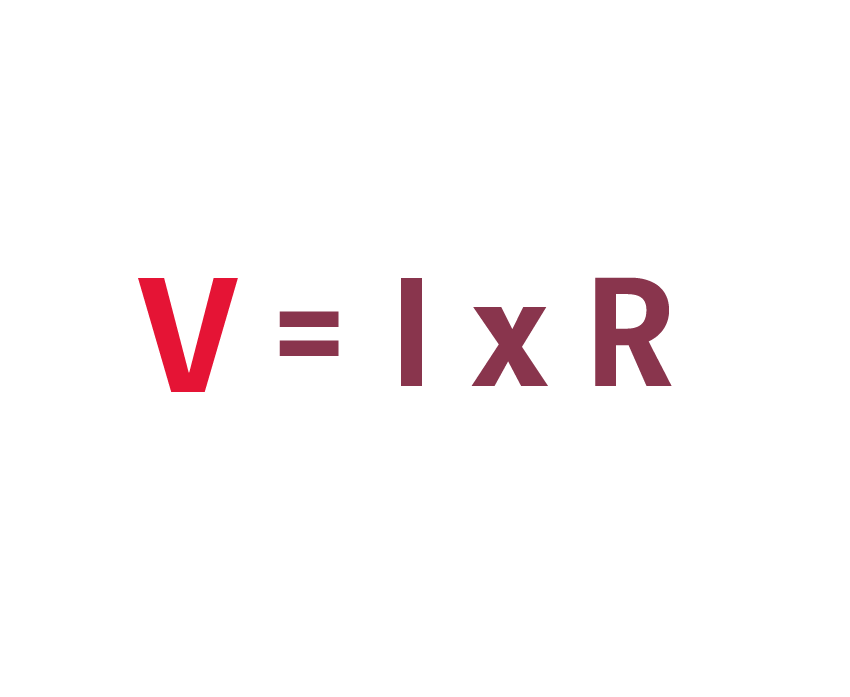 V = I x R